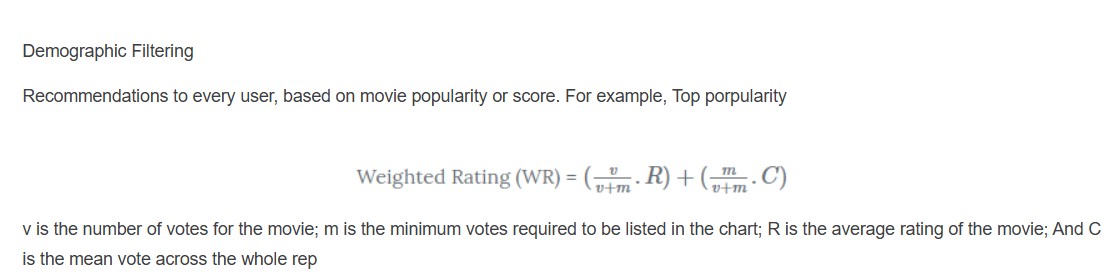 Demographic Filtering
Recommendations to every user, based on movie popularity or score. For example, Top porpularity
Weighted Rating (WR) = (v/v+m . R) + (m/v+m . C)
v is the number of votes for the movie; m is the minimum votes required to be listed in the chart; R is the average rating of the movie; And C
is the mean vote across the whole rep